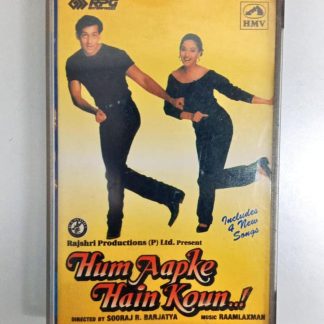 RPG
HMV
Includes
4 New
Songs
Rajshri Productions (P) Ltd. Present
Hum Aapke
Hain Koun..!
DIRECTED BY SOORAJ R. BARJATYA MUSIC RAAMLAXMAN